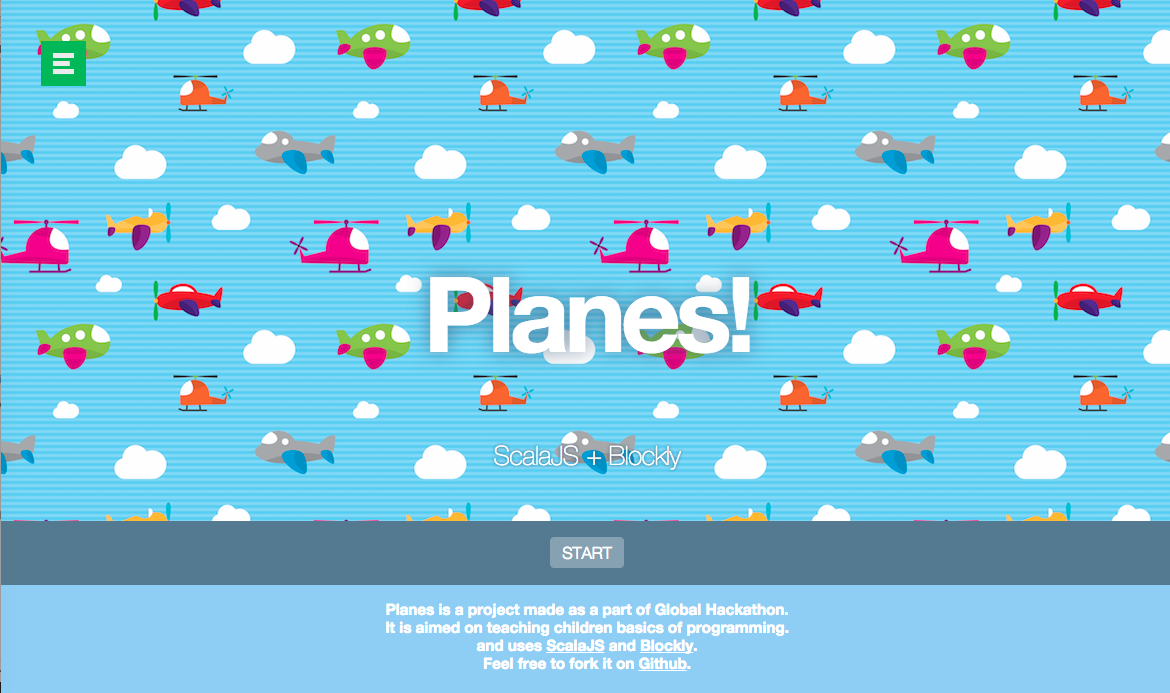 Planes!
ScalaJS + Blockly
START
Planes is a project made as a part of Global Hackathon.
It is aimed on teaching children basics of programming.
and uses ScalaJS and Blockly.
Feel free to fork it on Github.